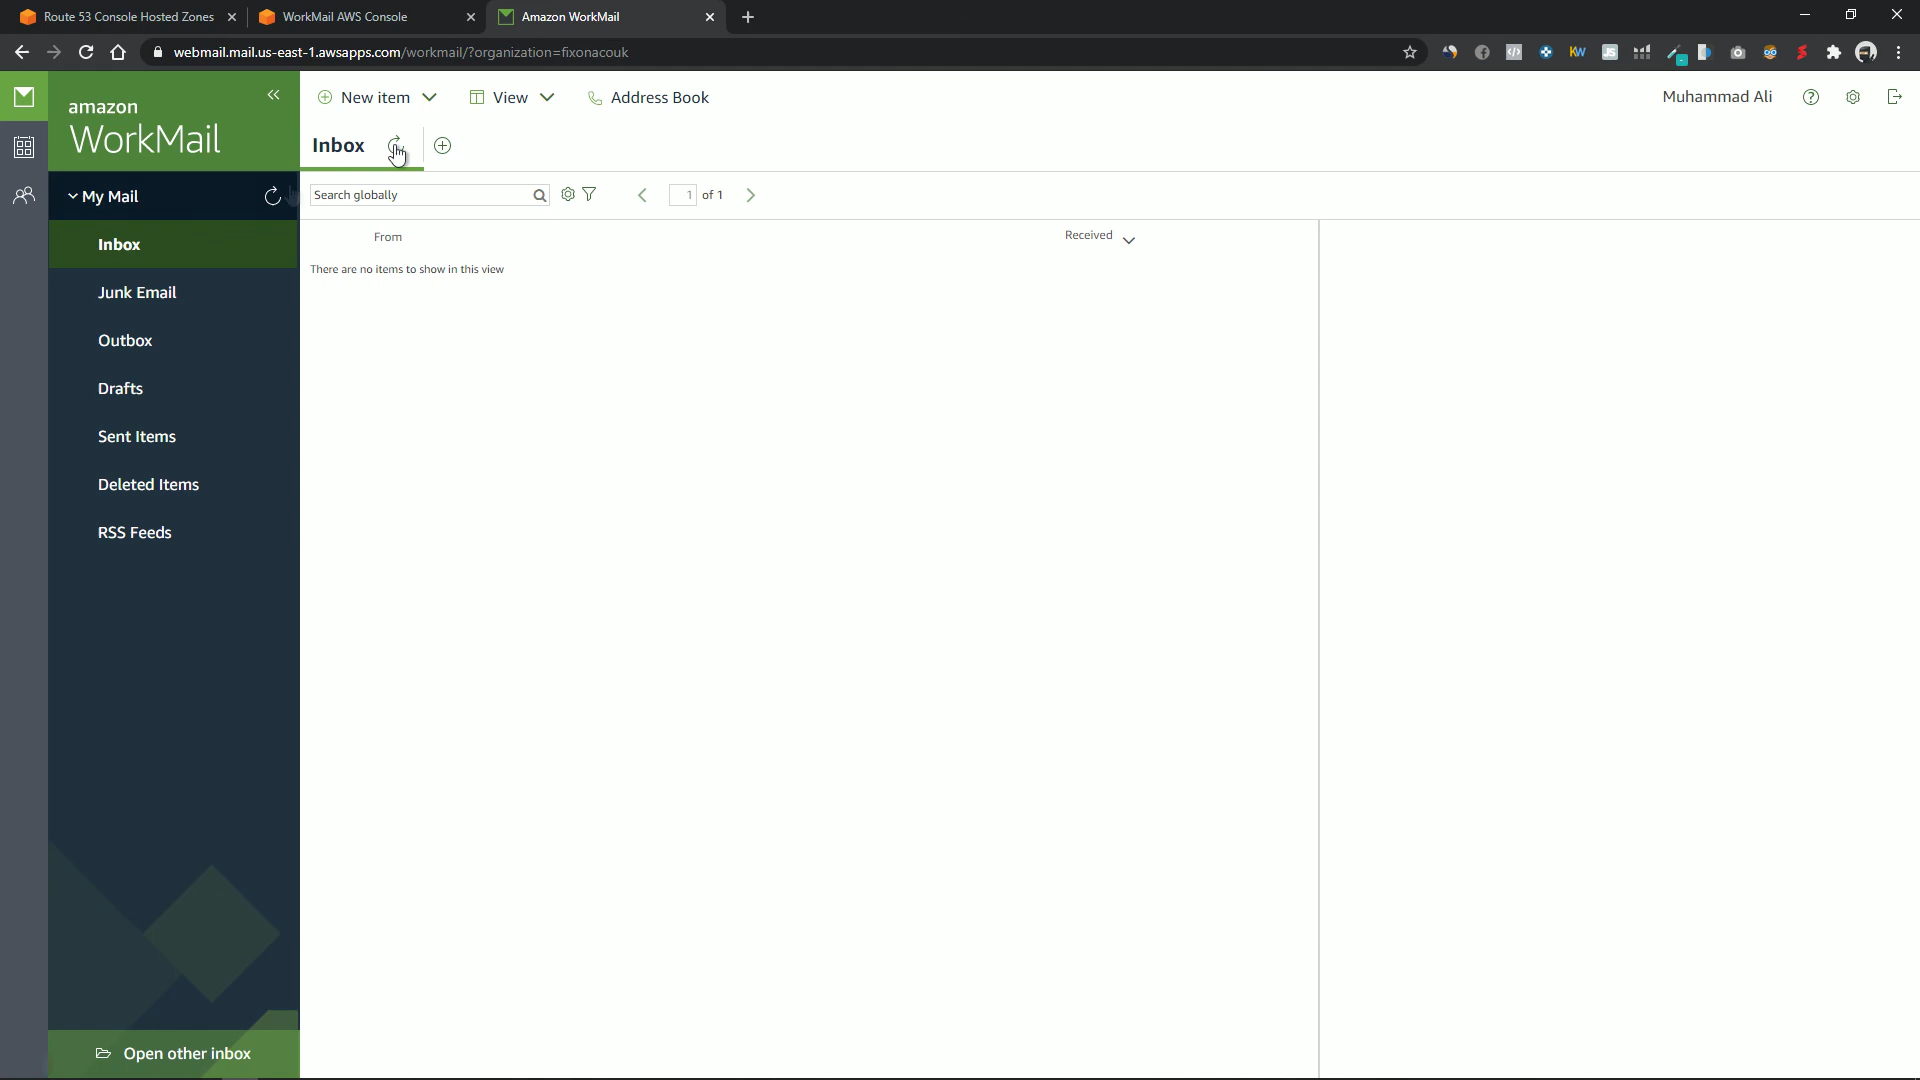 Route 53 Console Hosted Zones
WorkMail AWS Console
Amazon WorkMail
webmail.mail.us-east-1.awsapps.com/workmail/?organization=fixonacouk
KW
JS
amazon
WorkMail
New item
View
Address Book
Muhammad Ali
Inbox
My Mail
Search globally
1 of 1
Inbox
From
Received
There are no items to show in this view
Junk Email
Outbox
Drafts
Sent Items
Deleted Items
RSS Feeds
Open other inbox